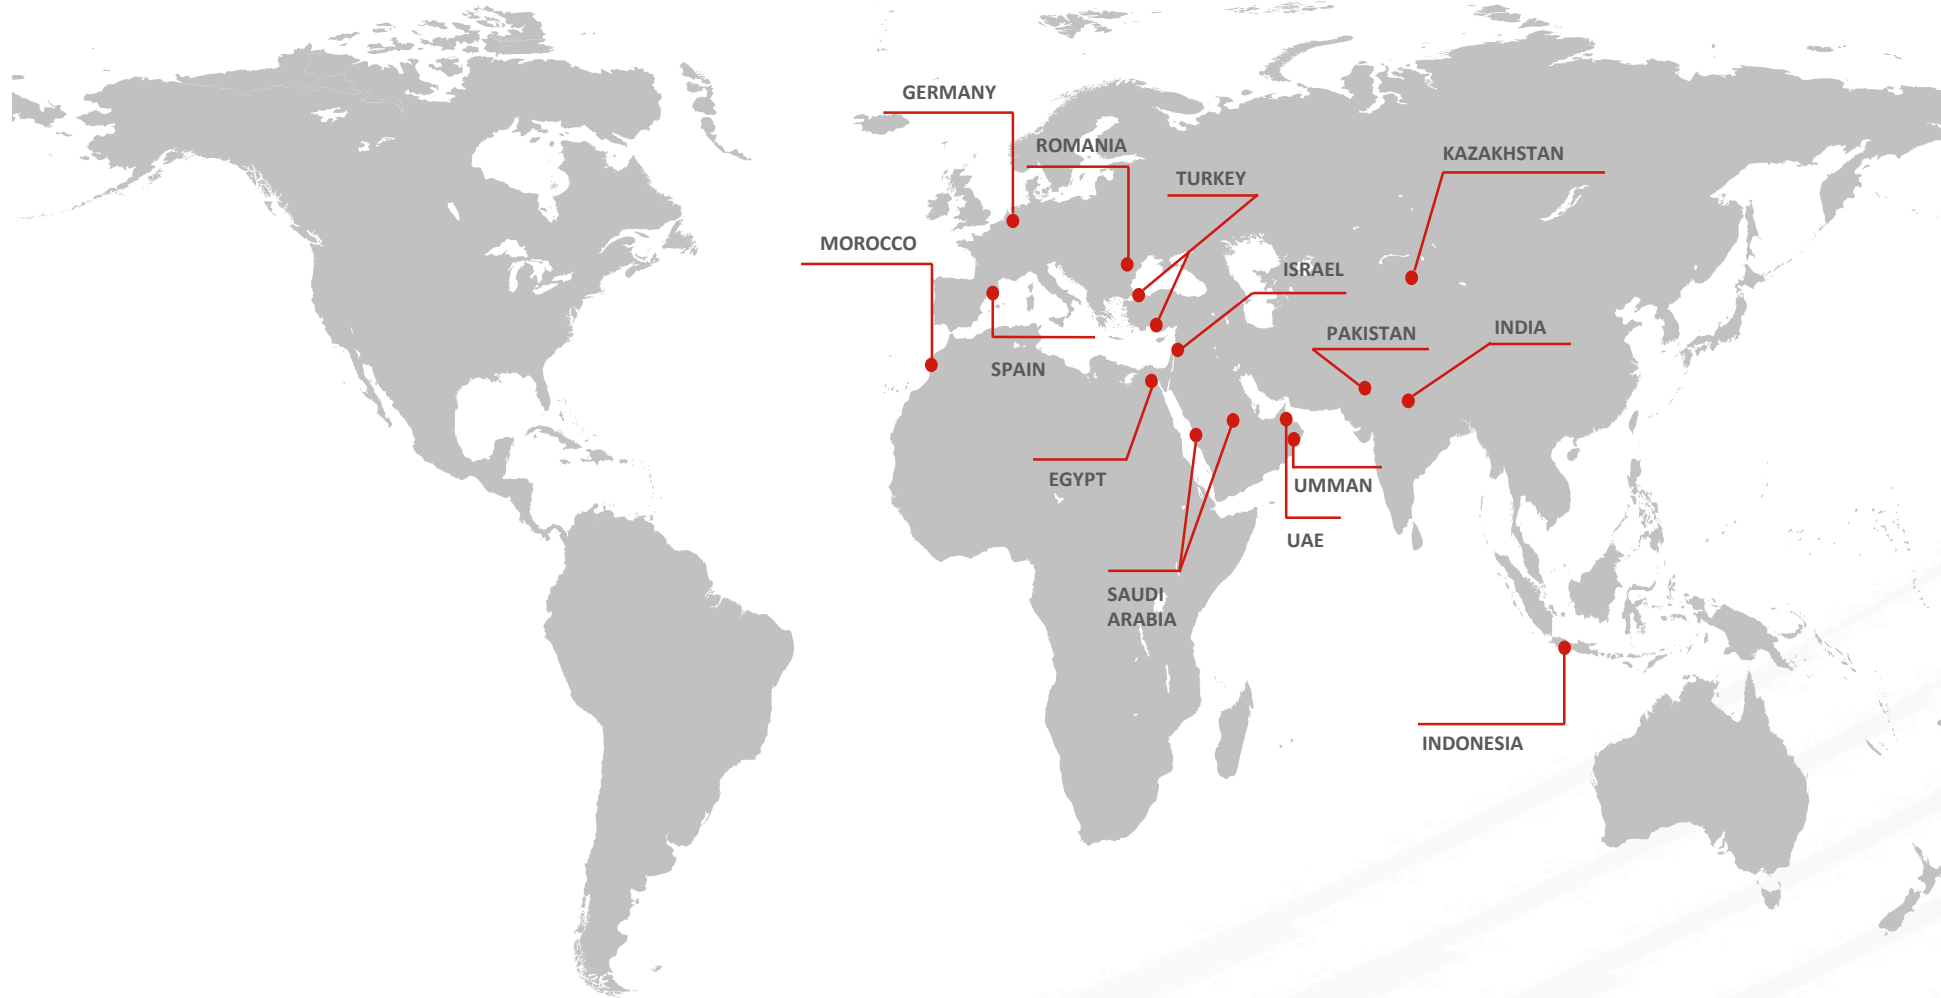 GERMANY
ROMANIA
KAZAKHSTAN
TURKEY
MOROCCO
ISRAEL
PAKISTAN
INDIA
SPAIN
EGYPT
UMMAN
UAE
SAUDI
ARABIA
INDONESIA